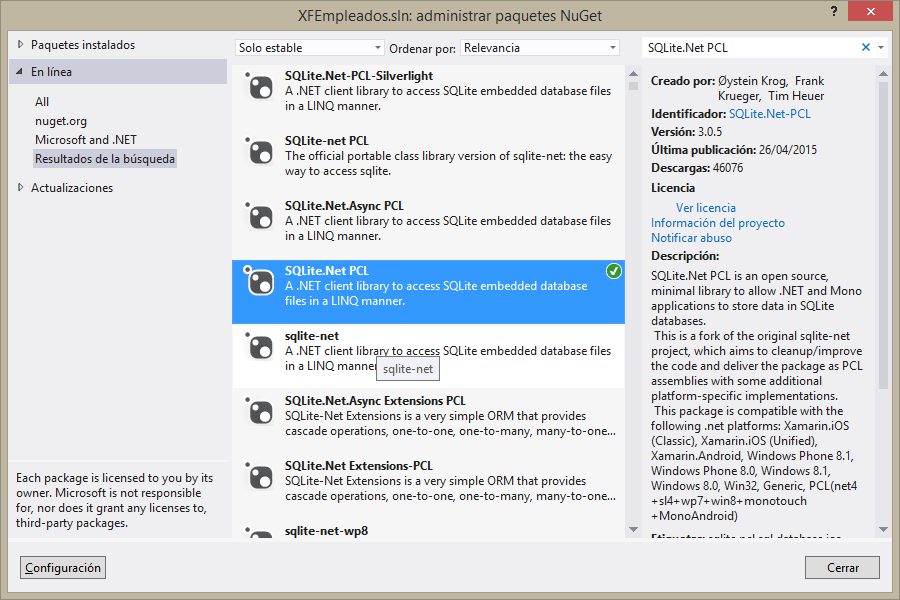 XFEmpleados.sln: administrar paquetes NuGet
?
Paquetes instalados
En línea
All
nuget.org
Microsoft and .NET
Resultados de la búsqueda
Actualizaciones
Each package is licensed to you by its
owner. Microsoft is not responsible
for, nor does it grant any licenses to,
third-party packages.
Solo estable
Ordenar por:
Relevancia
SQLite.Net-PCL-Silverlight
A .NET client library to access SQLite embedded database files
in a LINQ manner.
SQLite-net PCL
The official portable class library version of sqlite-net: the easy
way to access sqlite.
SQLite.Net.Async PCL
A .NET client library to access SQLite embedded database files
in a LINQ manner.
SQLite.Net PCL
A .NET client library to access SQLite embedded database
files in a LINQ manner.
sqlite-net
A .NET client library to access SQLite embedded database files
in a LINQ manner
sqlite-net
SQLite.Net.Async Extensions PCL
SQLite-Net Extensions is a very simple ORM that provides
cascade operations, one-to-one, one-to-many, many-to-one...
SQLite.Net Extensions-PCL
SQLite-Net Extensions is a very simple ORM that provides
cascade operations, one-to-one, one-to-many, many-to-one...
sqlite-net-wp8
SQLite.Net PCL
Creado por: Øystein Krog, Frank
Krueger, Tim Heuer
Identificador: SQLite.Net-PCL
Versión: 3.0.5
Última publicación: 26/04/2015
Descargas: 46076
Licencia
Ver licencia
Información del proyecto
Notificar abuso
Descripción:
SQLite.Net PCL is an open source,
minimal library to allow .NET and Mono
applications to store data in SQLite
databases.
This is a fork of the original sqlite-net
project, which aims to cleanup/improve
the code and deliver the package as PCL
assemblies with some additional
platform-specific implementations.
This package is compatible with the
following .net platforms: Xamarin.iOS
(Classic), Xamarin.iOS (Unified),
Xamarin.Android, Windows Phone 8.1,
Windows Phone 8.0, Windows 8.1,
Windows 8.0, Win32, Generic, PCL(net4
+sl4+wp7+win8+monotouch
+MonoAndroid)
Configuración
Cerrar